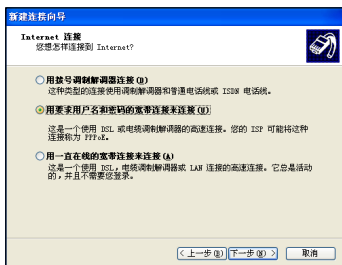 新建连接向导
Internet 连接
您想怎样连接到 Internet?
用拨号调制解调器连接(D)
这种类型的连接使用调制解调器和普通电话线或 ISDN 电话线。
用要求用户名和密码的宽带连接来连接(U)
这是一个使用 DSL 或电缆调制解调器的高速连接。您的 ISP 可能将这种
连接称为 PPPoE。
用一直在线的宽带连接来连接(A)
这是一个使用 DSL,电缆调制解调器或 LAN 连接的高速连接。它总是活动
的,并且不需要您登录。
< 上一步(B) 下一步(N) > 取消